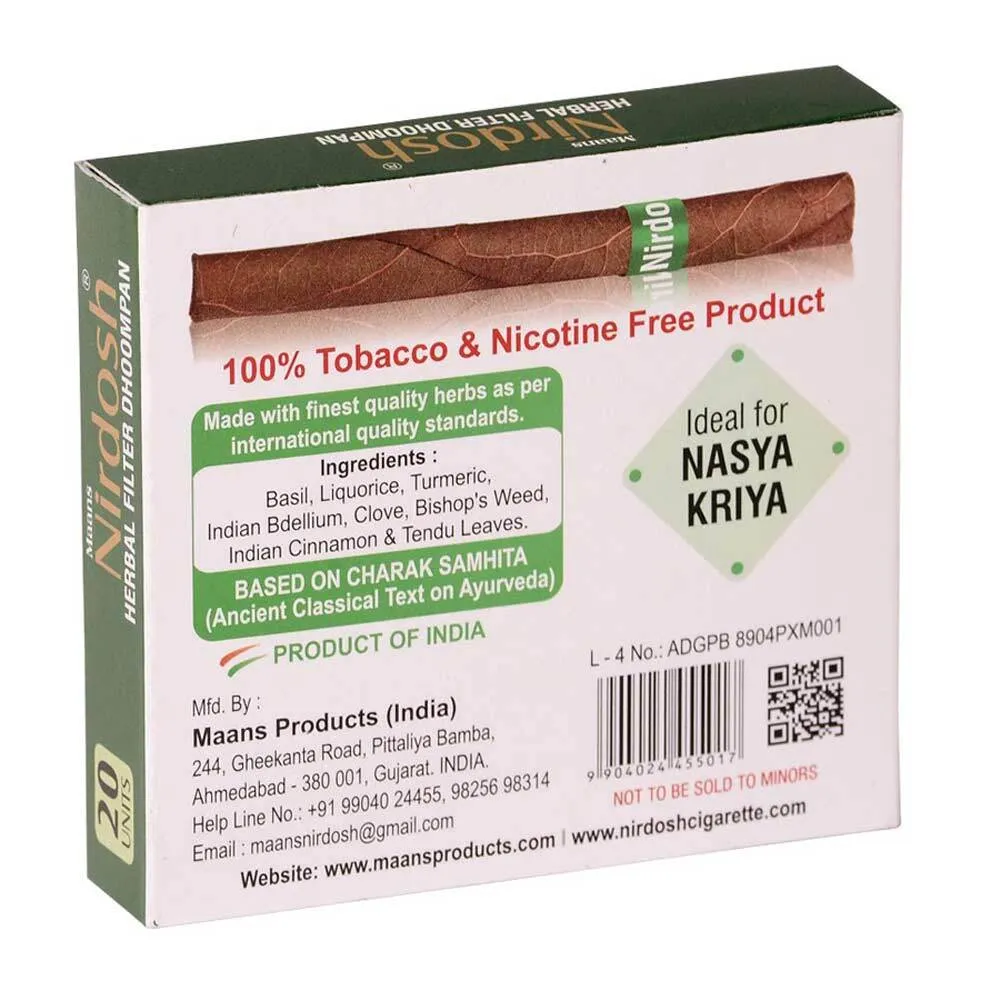 Maans
Nirdosh®
HERBAL FILTER DHOOMPAN
Maans
Nirdosh®
HERBAL FILTER DHOOMPAN
20
UNITS
Nirdo
100% Tobacco & Nicotine Free Product
Made with finest quality herbs as per
international quality standards.
Ingredients :
Basil, Liquorice, Turmeric,
Indian Bdellium, Clove, Bishop's Weed,
Indian Cinnamon & Tendu Leaves.
BASED ON CHARAK SAMHITA
(Ancient Classical Text on Ayurveda)
PRODUCT OF INDIA
Ideal for
NASYA
KRIYA
Mfd. By :
Maans Products (India)
244, Gheekanta Road, Pittaliya Bamba,
Ahmedabad - 380 001, Gujarat. INDIA.
Help Line No.: +91 99040 24455, 98256 98314
Email : maansnirdosh@gmail.com
Website: www.maansproducts.com | www.nirdoshcigarette.com
L - 4 No.: ADGPB 8904PXM001
9 904024 455017
NOT TO BE SOLD TO MINORS